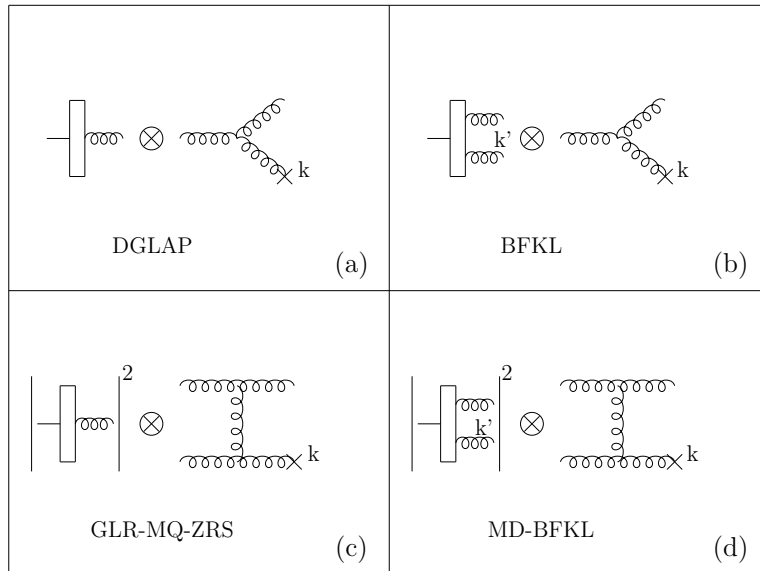 k
DGLAP
(a)
k'
k
BFKL
(b)
2
k
GLR-MQ-ZRS
(c)
2
k'
k
MD-BFKL
(d)